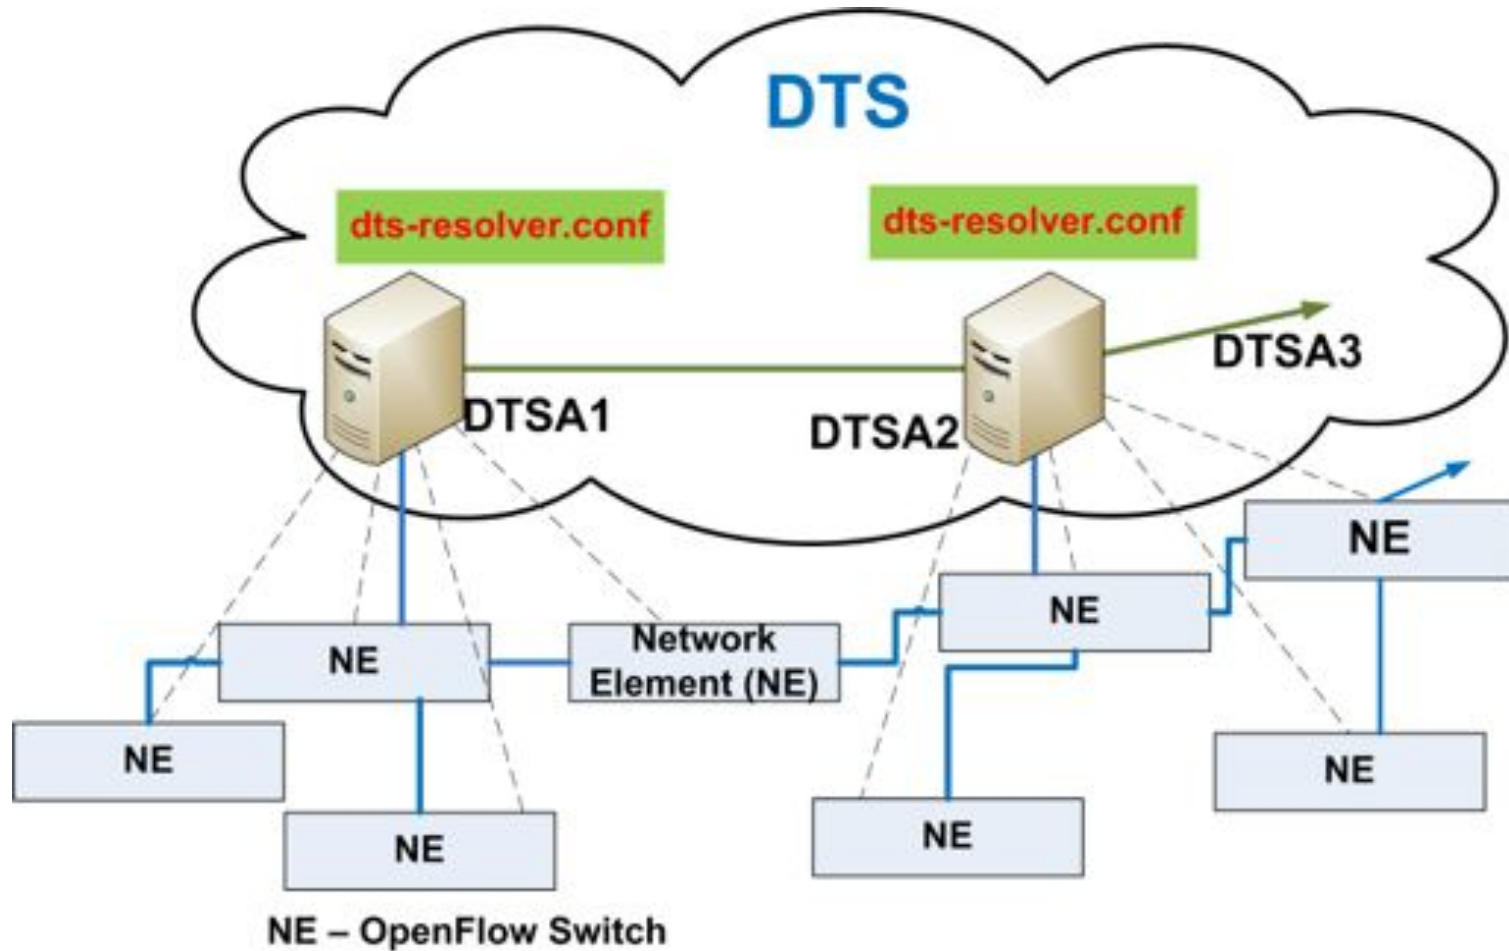 DTS
dts-resolver.conf
dts-resolver.conf
DTSA3
DTSA1
DTSA2
NE
NE
NE
Network
Element (NE)
NE
NE
NE
NE
NE – OpenFlow Switch